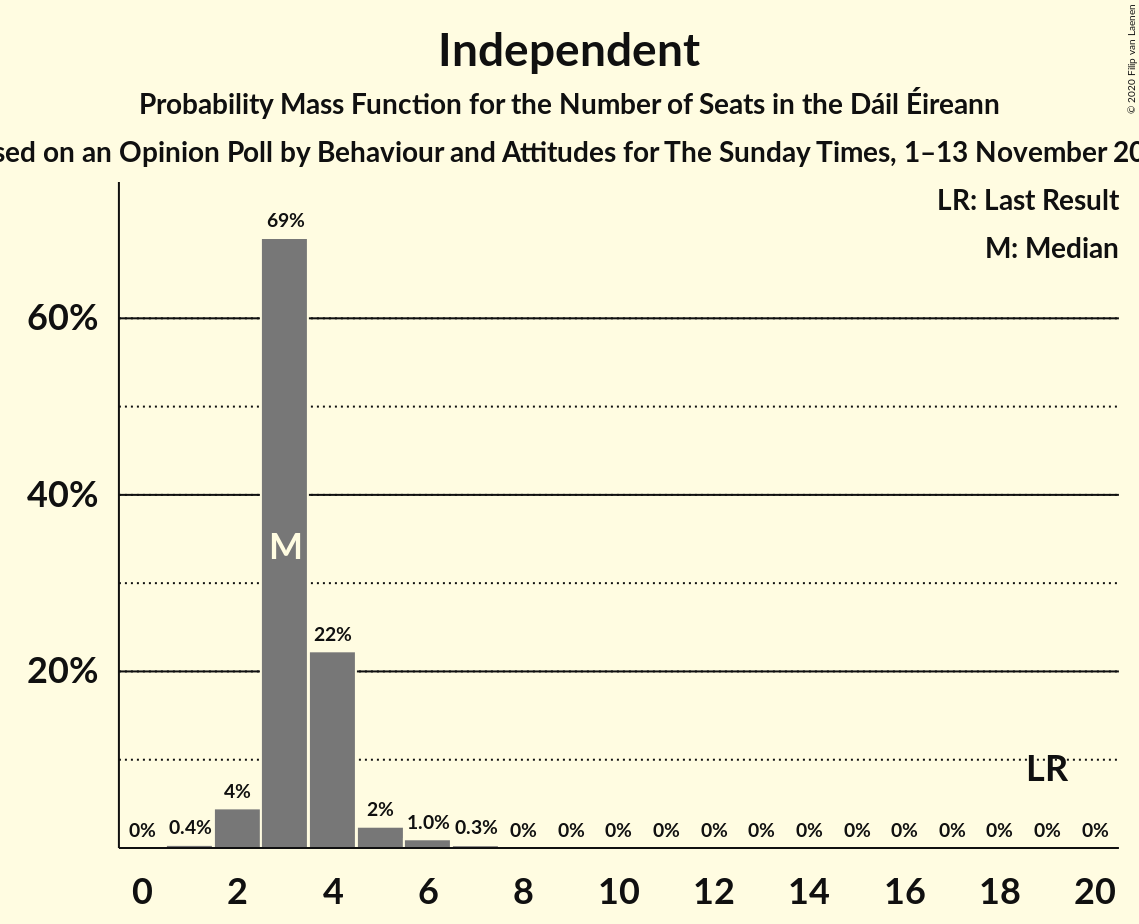 Independent
Probability Mass Function for the Number of Seats in the Dáil Éireann
on an Opinion Poll by Behaviour and Attitudes for The Sunday Times, 1–13 November
© 2020 Filip van Laenen
LR: Last Result
M: Median
60%
40%
20%
69%
M
22%
4%
2%
0%
0.4%
1.0%
0.3%
0% 0% 0% 0% 0% 0% 0% 0% 0% 0% 0% 0% 0%
LR
0 2 4 6 8 10 12 14 16 18 20